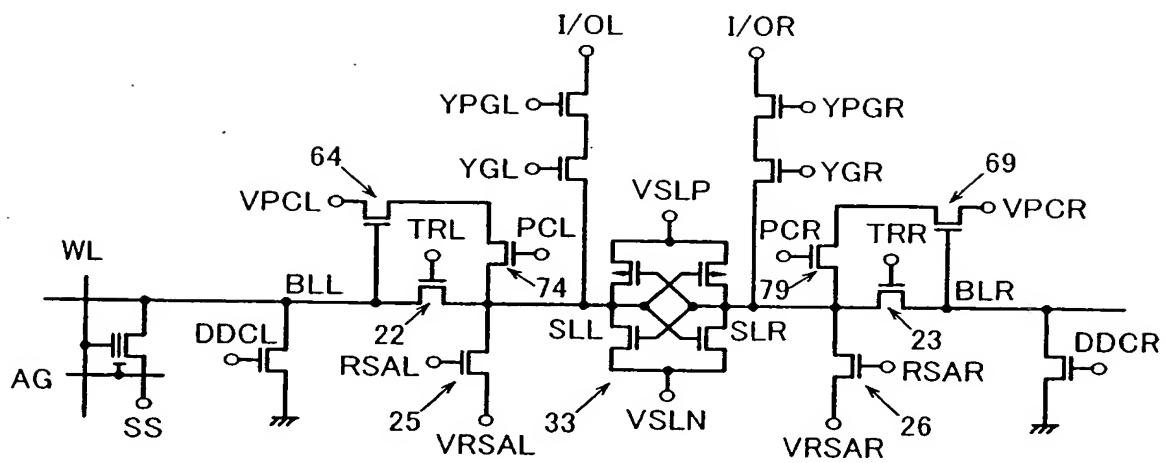 I/OL I/OR
YPGL YPGR
64 YGL YGR 69
VSLP
VPCL VPCR
WL TRL PCL PCR TRR
BLL 74 79 BLR
22 SLL SLR 23
DDCL DDCR
RSAL RSAR
AG
SS 25 33 VSLN 26
VRSAL VRSAR